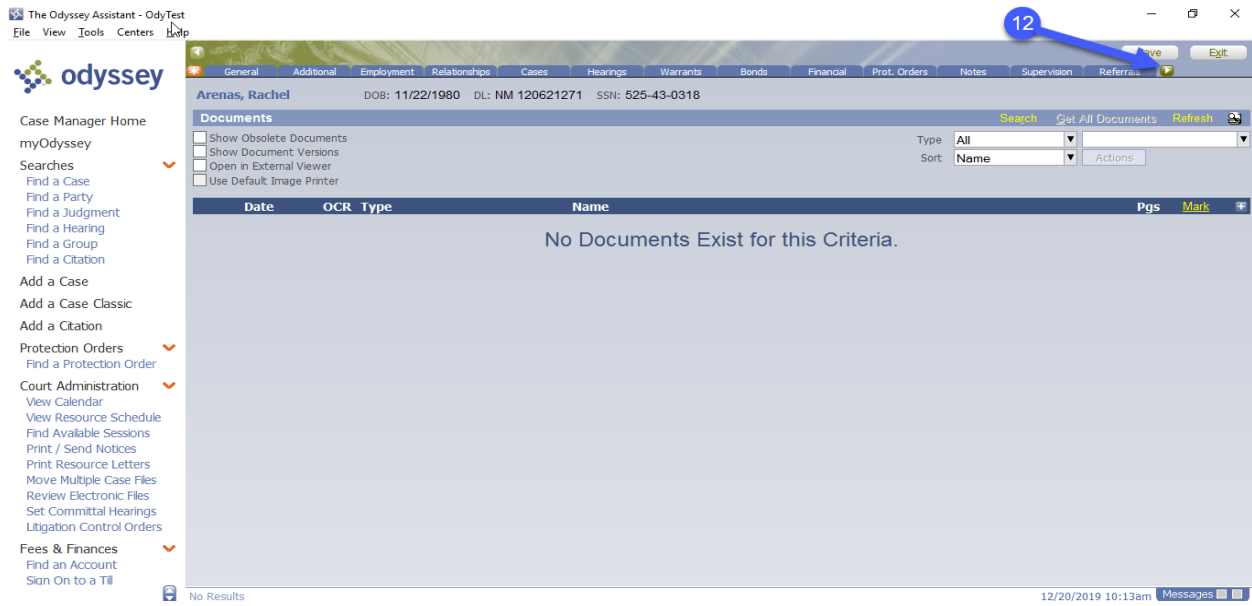 The Odyssey Assistant - OdyTest
File View Tools Centers Help
12
Save Exit
odyssey
General Additional Employment Relationships Cases Hearings Warrants Bonds Financial Prot. Orders Notes Supervision Referrals
Arenas, Rachel DOB: 11/22/1980 DL: NM 120621271 SSN: 525-43-0318
Documents Search Get All Documents Refresh
Show Obsolete Documents
Show Document Versions
Open in External Viewer
Use Default Image Printer
Type All
Sort Name Actions
Date OCR Type Name Pgs Mark
No Documents Exist for this Criteria.
Case Manager Home
myOdyssey
Searches
Find a Case
Find a Party
Find a Judgment
Find a Hearing
Find a Group
Find a Citation
Add a Case
Add a Case Classic
Add a Citation
Protection Orders
Find a Protection Order
Court Administration
View Calendar
View Resource Schedule
Find Available Sessions
Print / Send Notices
Print Resource Letters
Move Multiple Case Files
Review Electronic Files
Set Committal Hearings
Litigation Control Orders
Fees & Finances
Find an Account
Sign On to a Till
No Results 12/20/2019 10:13am Messages